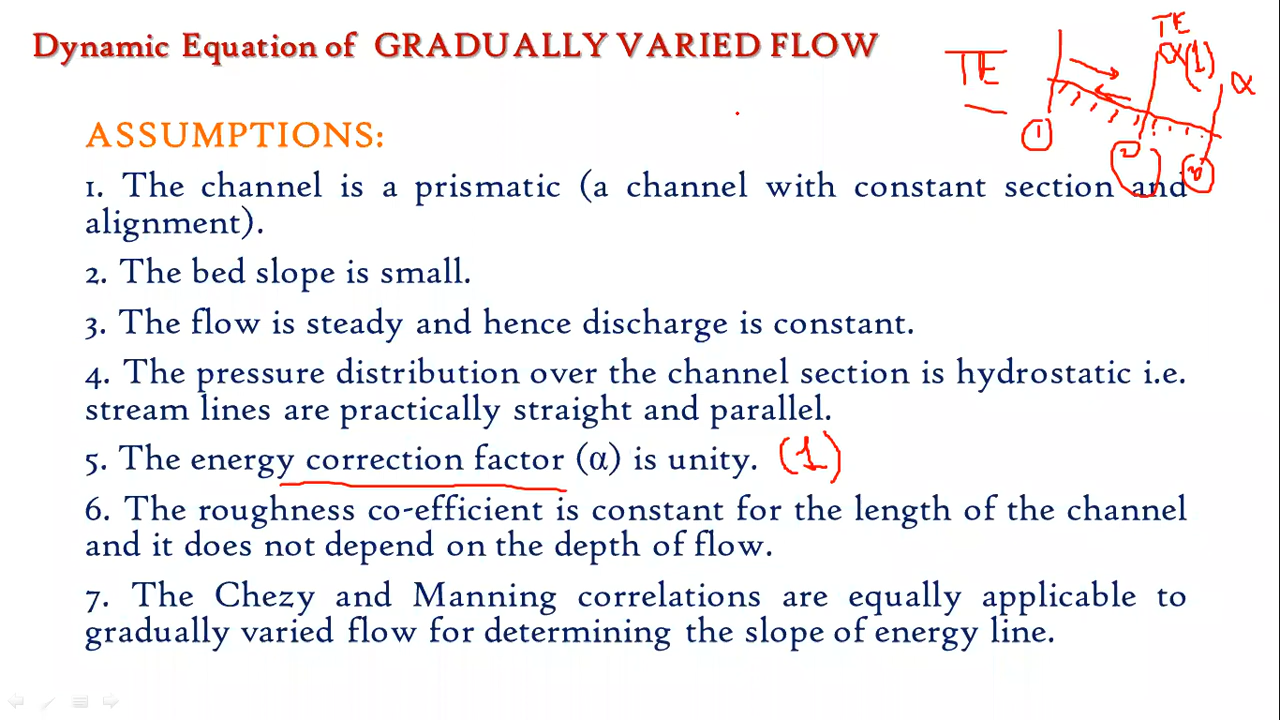 Dynamic Equation of GRADUALLY VARIED FLOW
TE
TE
α(1)
α
1
2
3
ASSUMPTIONS:
1. The channel is a prismatic (a channel with constant section and
alignment).
2. The bed slope is small.
3. The flow is steady and hence discharge is constant.
4. The pressure distribution over the channel section is hydrostatic i.e.
stream lines are practically straight and parallel.
5. The energy correction factor (α) is unity. (1)
6. The roughness co-efficient is constant for the length of the channel
and it does not depend on the depth of flow.
7. The Chezy and Manning correlations are equally applicable to
gradually varied flow for determining the slope of energy line.